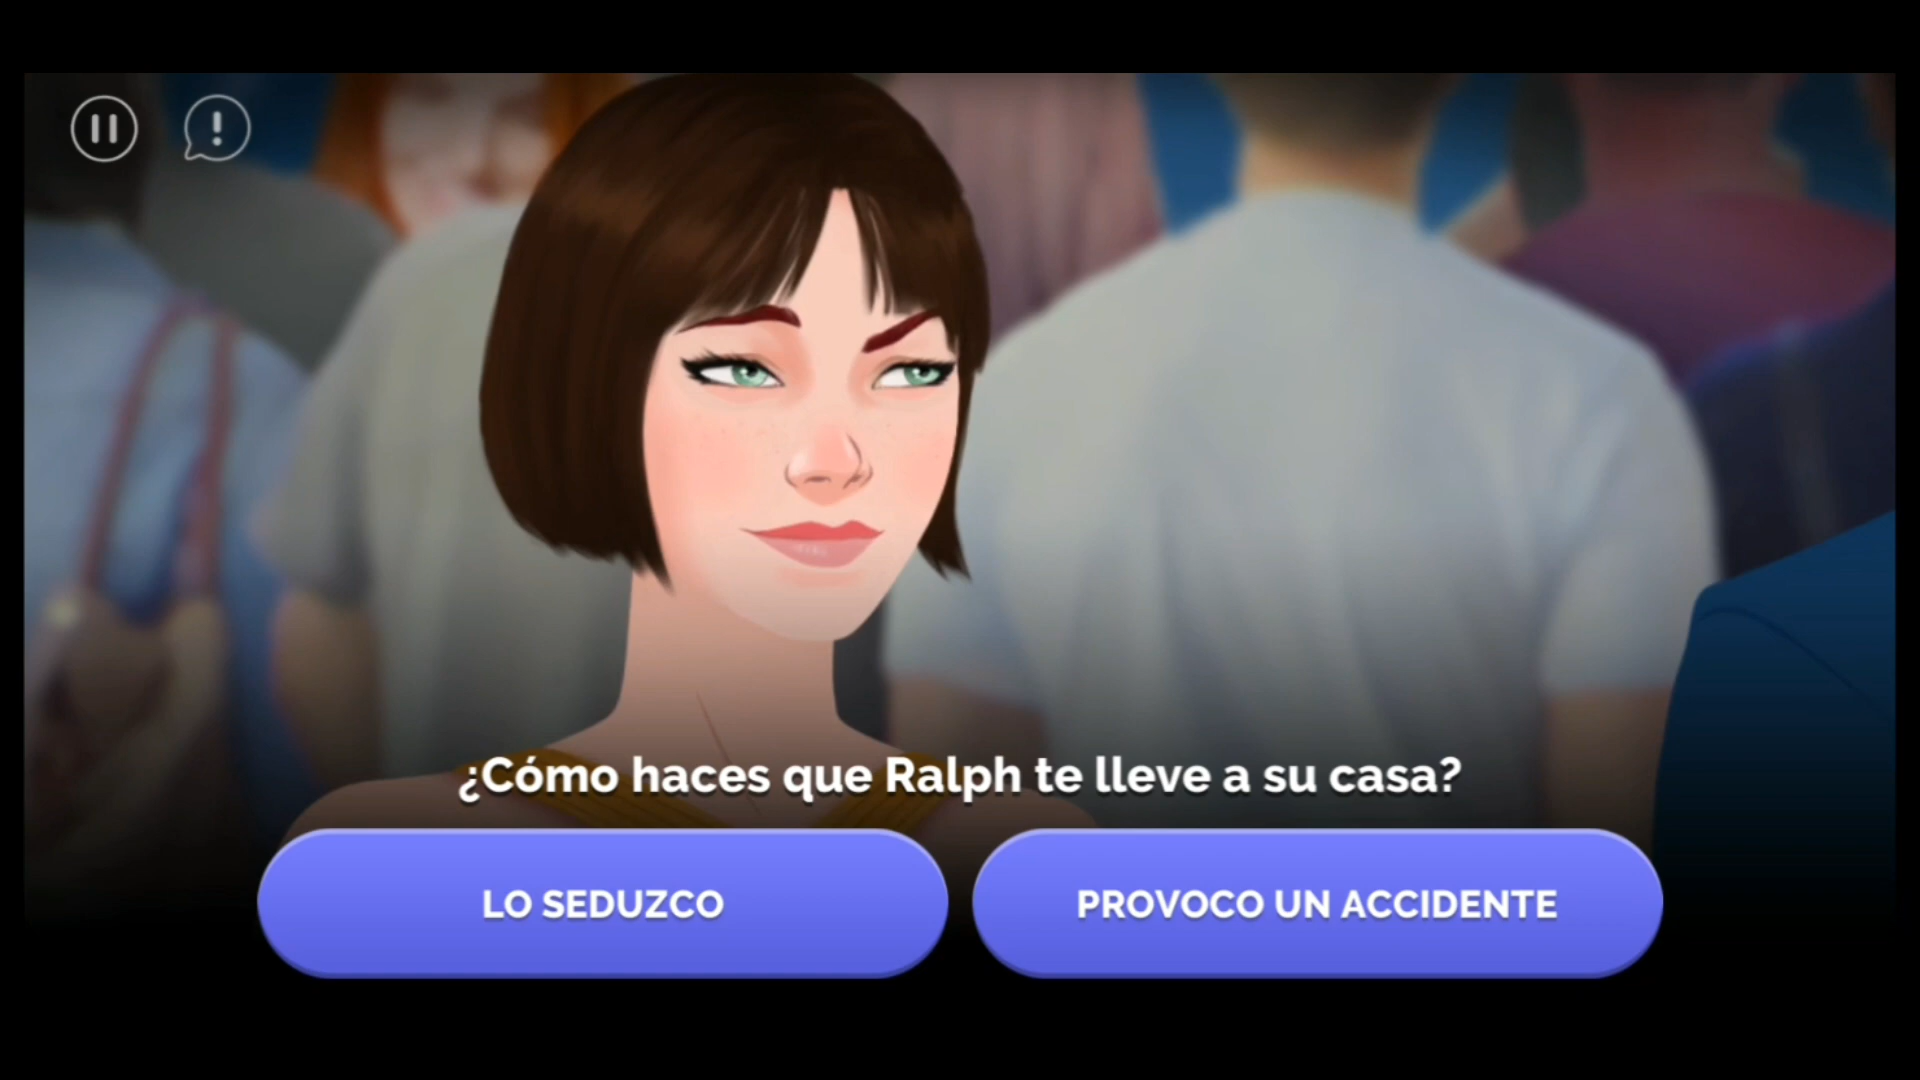 ¿Cómo haces que Ralph te lleve a su casa?
LO SEDUZCO
PROVOCO UN ACCIDENTE